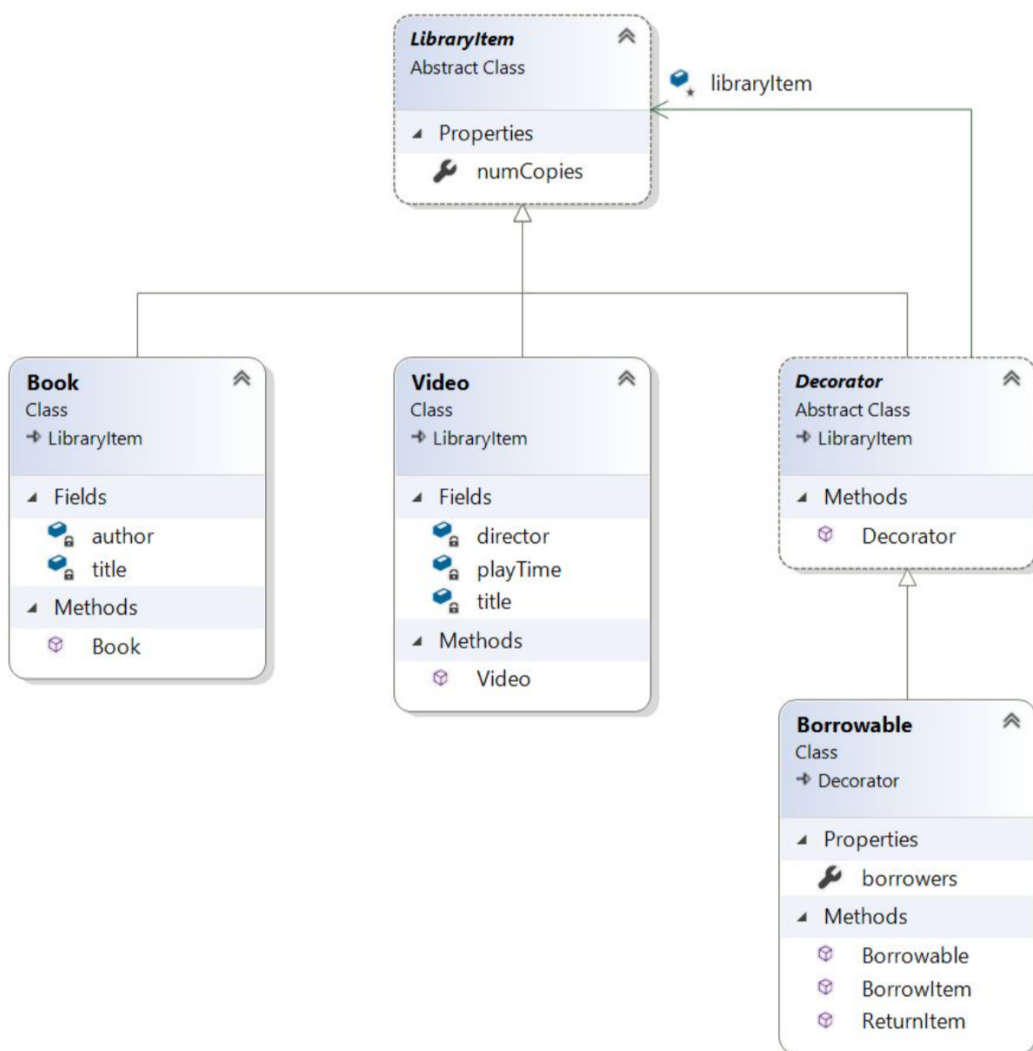 LibraryItem
Abstract Class
Properties
numCopies
libraryItem
Book
Class
LibraryItem
Fields
author
title
Methods
Book
Video
Class
LibraryItem
Fields
director
playTime
title
Methods
Video
Decorator
Abstract Class
LibraryItem
Methods
Decorator
Borrowable
Class
Decorator
Properties
borrowers
Methods
Borrowable
BorrowItem
ReturnItem